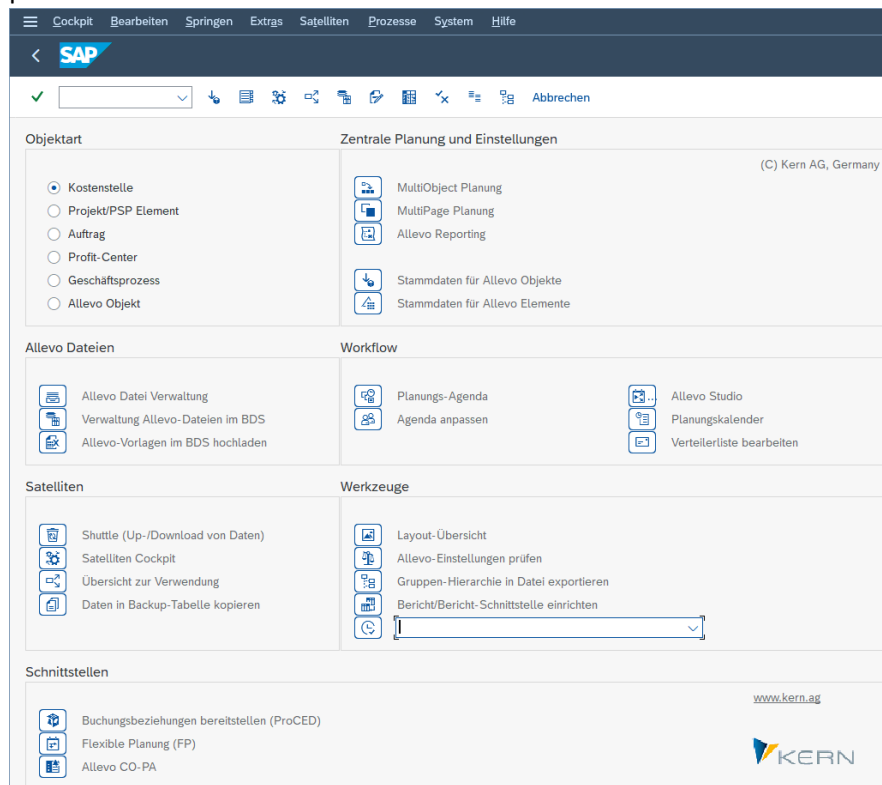 Cockpit Bearbeiten Springen Extras Satelliten Prozesse System Hilfe
SAP
Abbrechen
Objektart
Kostenstelle
Projekt/PSP Element
Auftrag
Profit-Center
Geschäftsprozess
Allevo Objekt
Zentrale Planung und Einstellungen
(C) Kern AG, Germany
MultiObject Planung
MultiPage Planung
Allevo Reporting
Stammdaten für Allevo Objekte
Stammdaten für Allevo Elemente
Allevo Dateien
Allevo Datei Verwaltung
Verwaltung Allevo-Dateien im BDS
Allevo-Vorlagen im BDS hochladen
Workflow
Planungs-Agenda
Agenda anpassen
... Allevo Studio
Planungskalender
Verteilerliste bearbeiten
Satelliten
Shuttle (Up-/Download von Daten)
Satelliten Cockpit
Übersicht zur Verwendung
Daten in Backup-Tabelle kopieren
Werkzeuge
Layout-Übersicht
Allevo-Einstellungen prüfen
Gruppen-Hierarchie in Datei exportieren
Bericht/Bericht-Schnittstelle einrichten
Schnittstellen
Buchungsbeziehungen bereitstellen (ProCED)
Flexible Planung (FP)
Allevo CO-PA
www.kern.ag
KERN